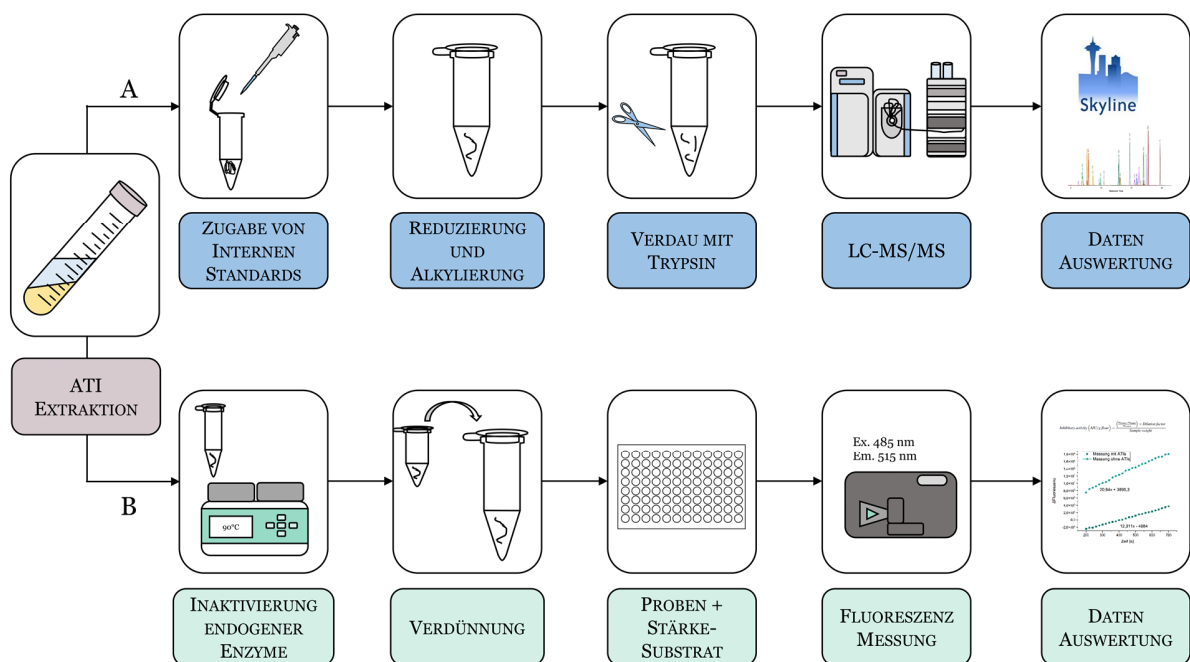 A
Skyline
ZUGABE VON
INTERNEN
STANDARDS
REDUZIERUNG
UND
ALKYLIERUNG
VERDAU MIT
TRYPSIN
LC-MS/MS
DATEN
AUSWERTUNG
ATI
EXTRAKTION
B
90°C
Ex. 485 nm
Em. 515 nm
Messung mit ATIs
Messung ohne ATIs
Zeit [s]
INAKTIVIERUNG
ENDOGENER
ENZYME
VERDÜNNUNG
PROBEN +
STÄRKE-
SUBSTRAT
FLUORESZENZ
MESSUNG
DATEN
AUSWERTUNG